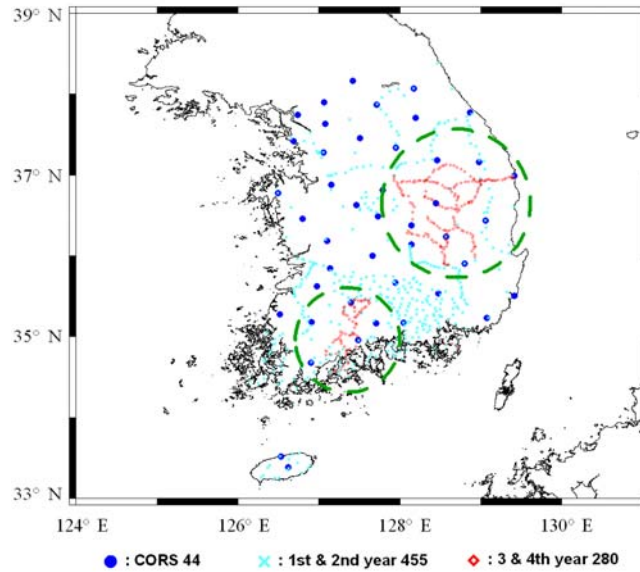 39° N
37° N
35° N
33° N
124° E 126° E 128° E 130° E
: CORS 44 : 1st & 2nd year 455 : 3 & 4th year 280